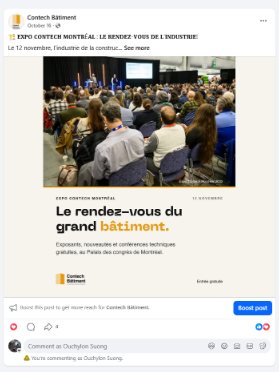 Contech Bâtiment
October 16 ·
EXPO CONTECH MONTRÉAL : LE RENDEZ-VOUS DE L'INDUSTRIE!
Le 12 novembre, l'industrie de la construc... See more
EXPO CONTECH MONTRÉAL
12 NOVEMBRE
Le rendez-vous du
grand bâtiment.
Exposants, nouveautés et conférences techniques
gratuites, au Palais des congrès de Montréal.
Contech
Bâtiment
Entrée gratuite
Boost this post to get more reach for Contech Bâtiment.
Boost post
Comment as Ouchylon Suong
You're commenting as Ouchylon Suong.